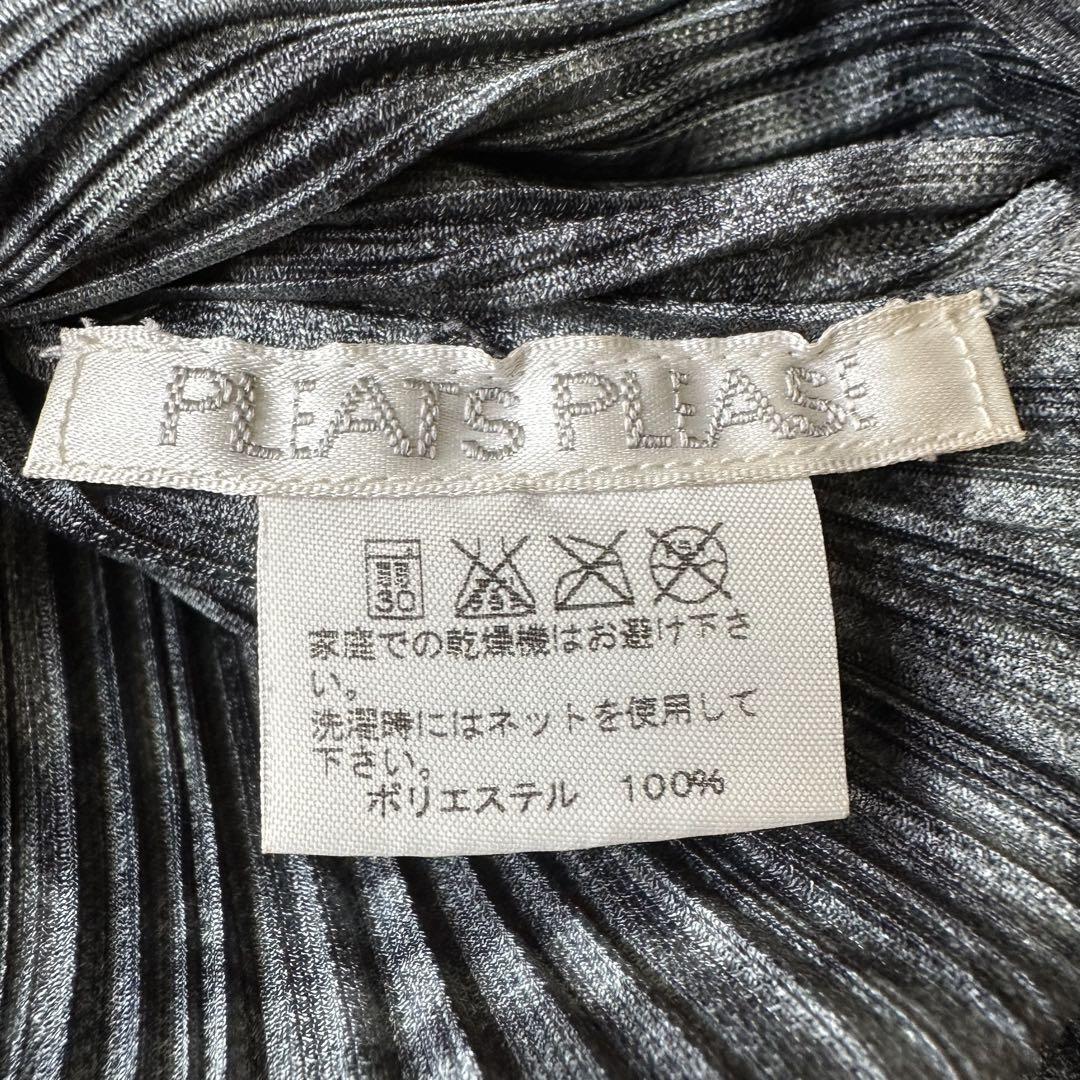 PLEATS PLEASE
30
家庭での乾燥機はお避け下さ
い。
洗濯時にはネットを使用して
下さい。
ポリエステル 100%